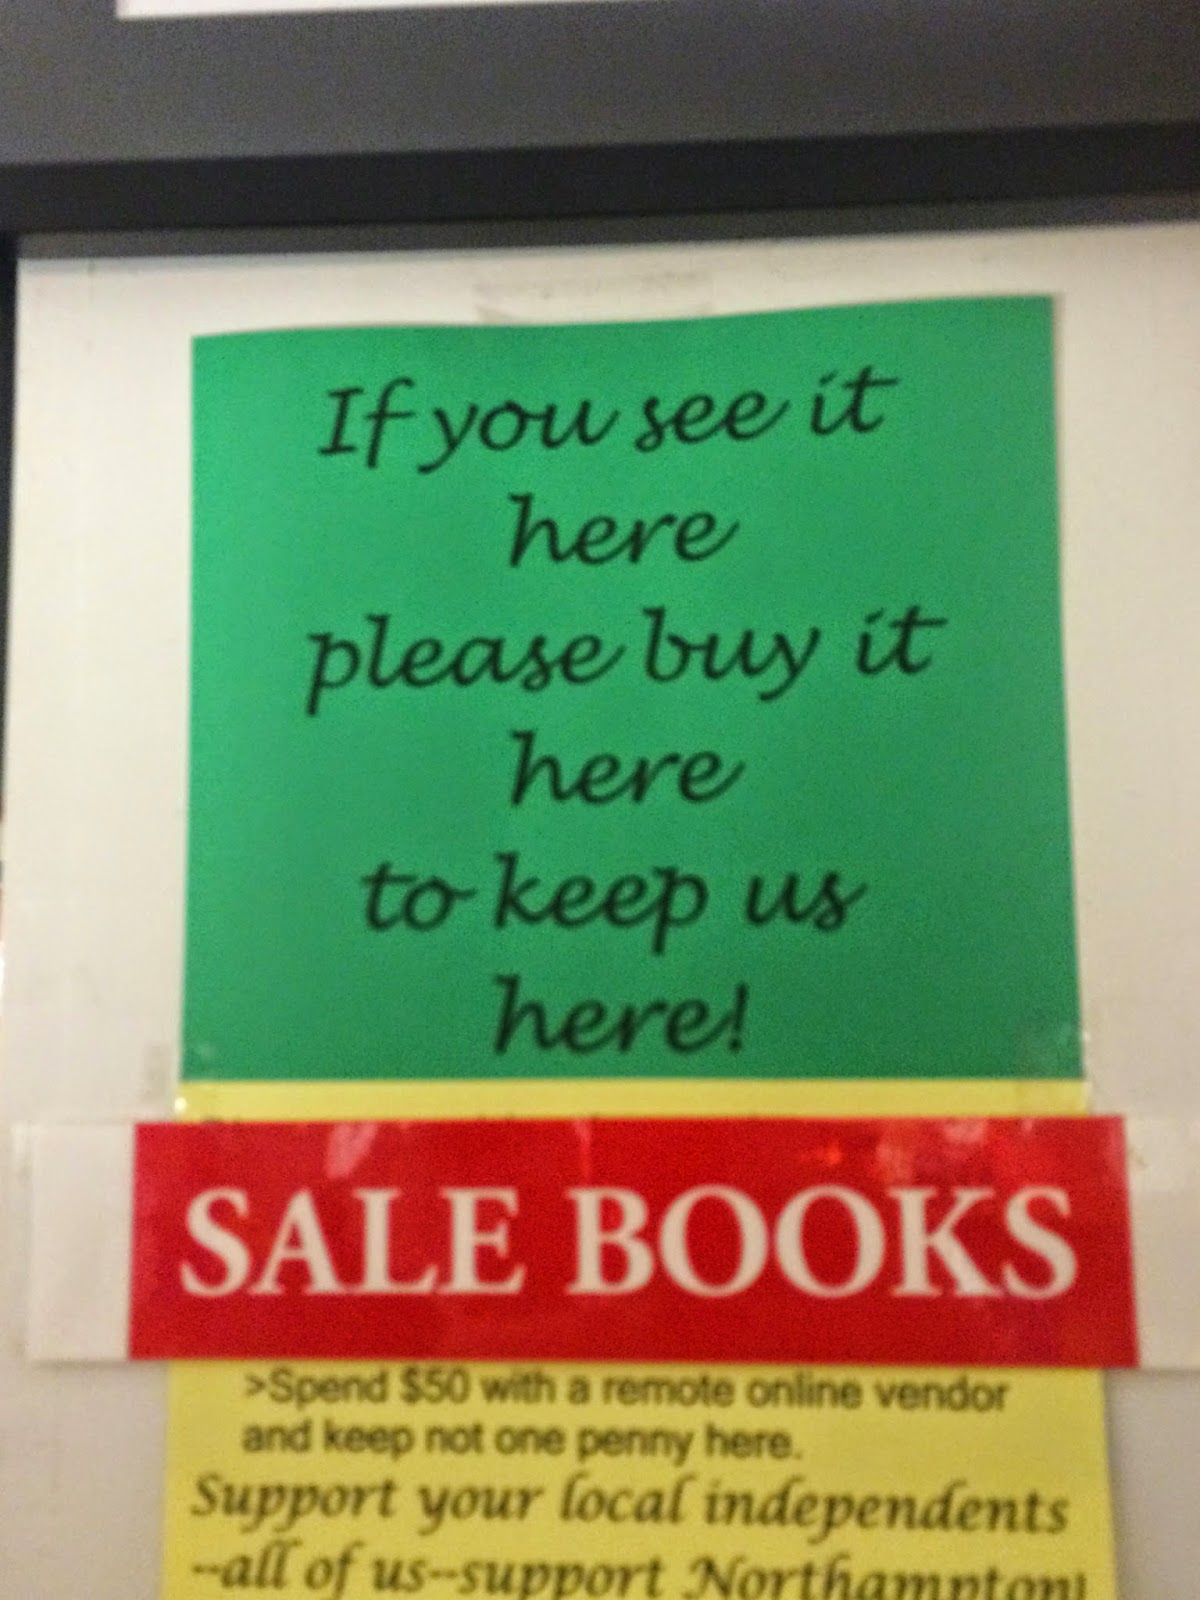 If you see it
here
please buy it
here
to keep us
here!
SALE BOOKS
>Spend $50 with a remote online vendor
and keep not one penny here.
Support your local independents
--all of us--support Northampton!